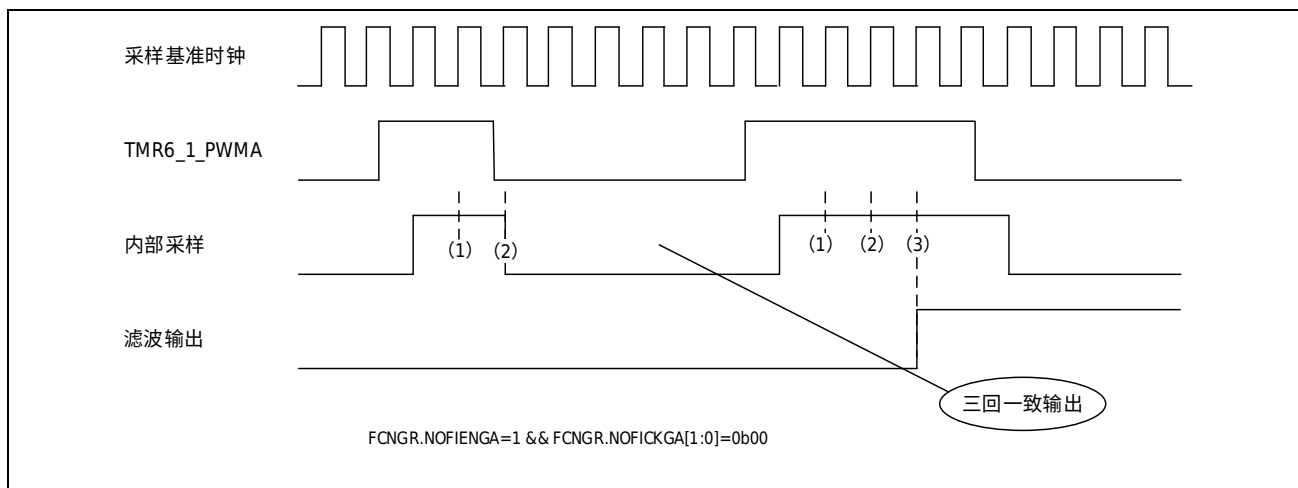 采样基准时钟
TMR6_1_PWMA
内部采样
(1)
(2)
(1)
(2)
(3)
滤波输出
三回一致输出
FCNGR.NOFIENGA=1 && FCNGR.NOFICKGA[1:0]=0b00